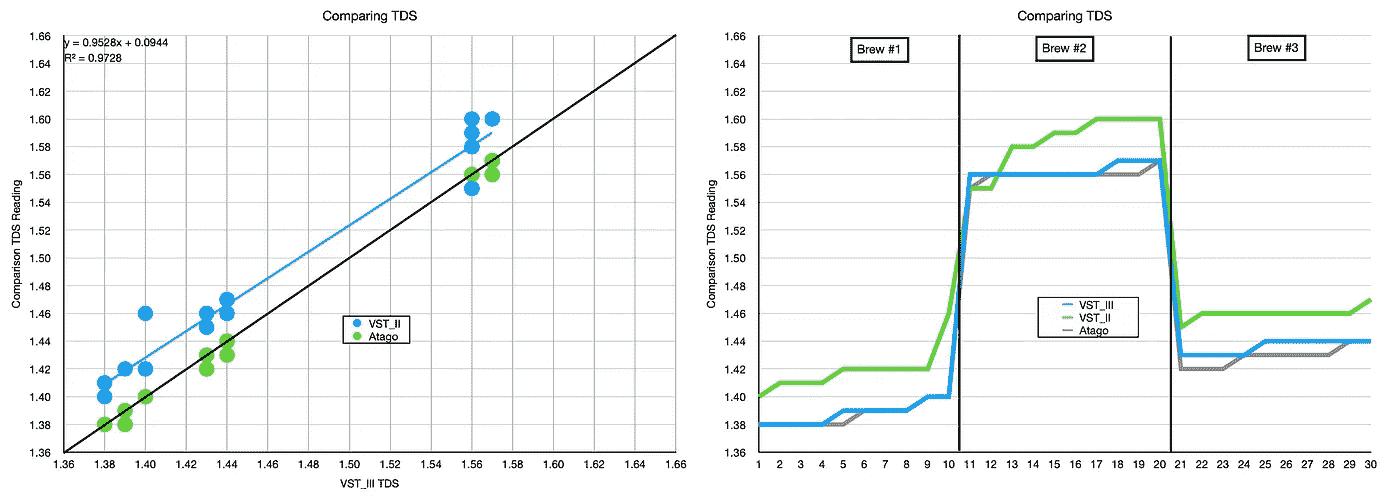 Comparing TDS
y = 0.9528x + 0.0944
R² = 0.9728
1.66
1.64
1.62
1.60
1.58
1.56
1.54
1.52
1.50
1.48
1.46
1.44
1.42
1.40
1.38
1.36
Comparison TDS Reading
VST_II
Atago
1.36 1.38 1.40 1.42 1.44 1.46 1.48 1.50 1.52 1.54 1.56 1.58 1.60 1.62 1.64 1.66
VST_III TDS
Comparing TDS
Brew #1 Brew #2 Brew #3
1.66
1.64
1.62
1.60
1.58
1.56
1.54
1.52
1.50
1.48
1.46
1.44
1.42
1.40
1.38
1.36
Comparison TDS Reading
VST_III
VST_II
Atago
1 2 3 4 5 6 7 8 9 10 11 12 13 14 15 16 17 18 19 20 21 22 23 24 25 26 27 28 29 30